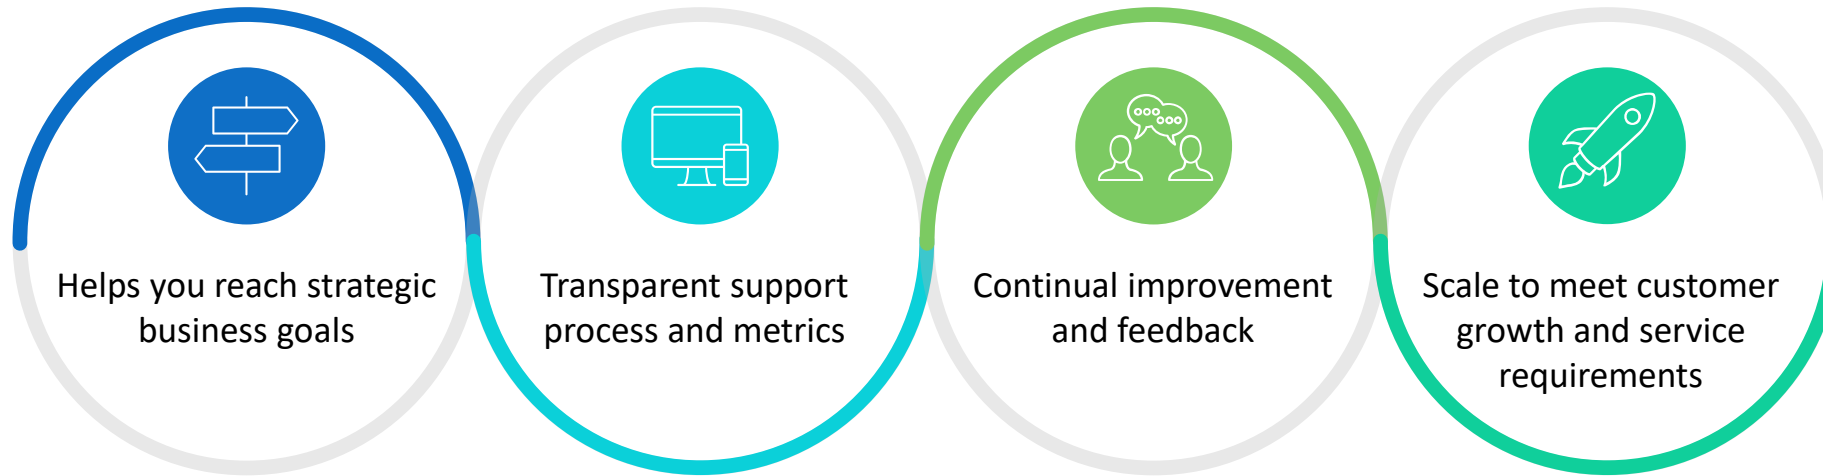 Helps you reach strategic
business goals
Transparent support
process and metrics
Continual improvement
and feedback
Scale to meet customer
growth and service
requirements